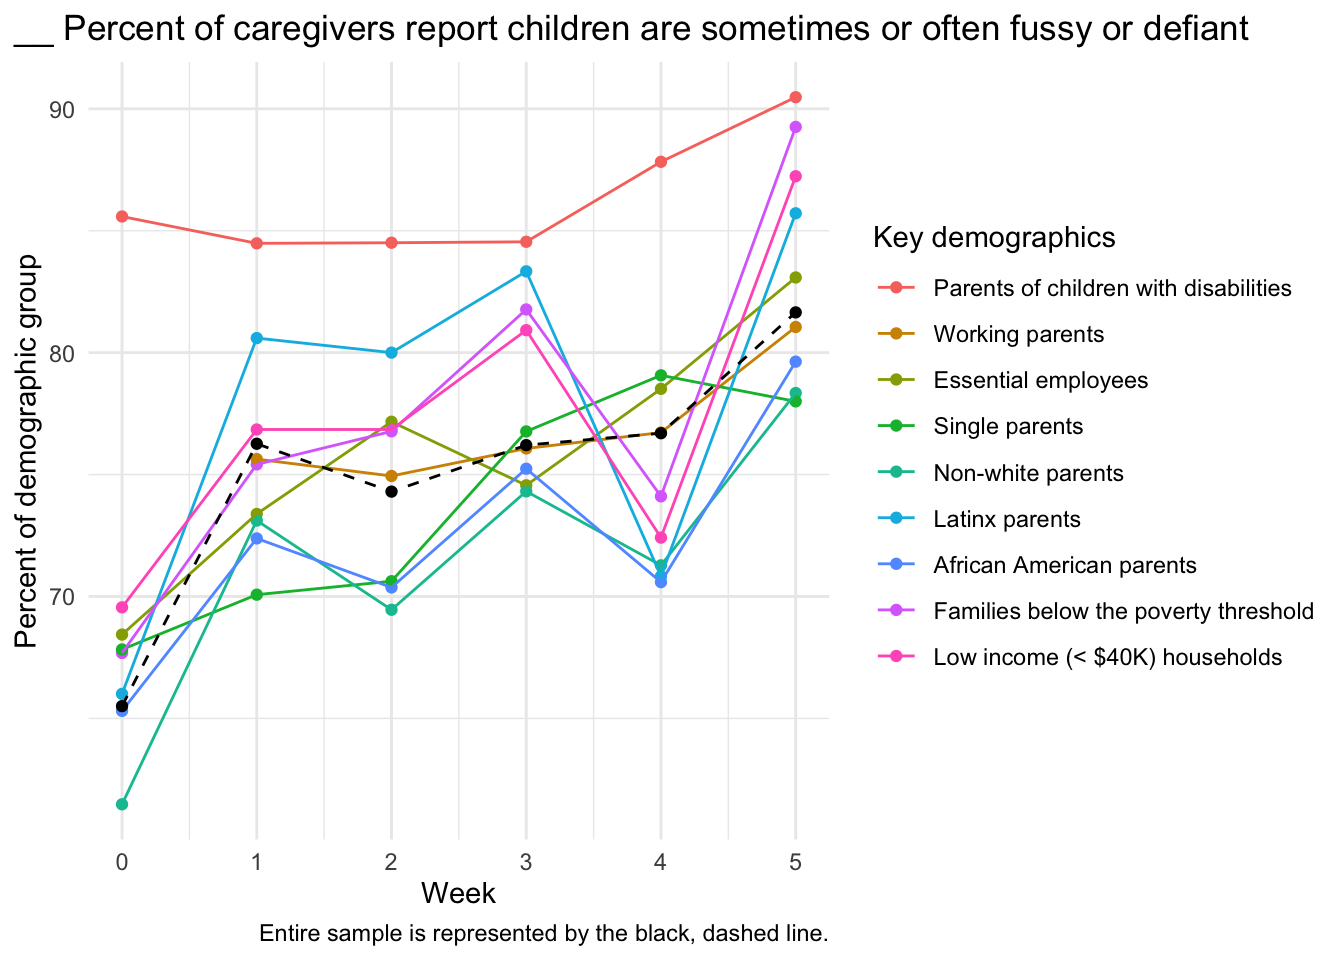 __ Percent of caregivers report children are sometimes or often fussy or defiant
Percent of demographic group
90
80
70
0 1 2 3 4 5
Week
Key demographics
Parents of children with disabilities
Working parents
Essential employees
Single parents
Non-white parents
Latinx parents
African American parents
Families below the poverty threshold
Low income (< $40K) households
Entire sample is represented by the black, dashed line.